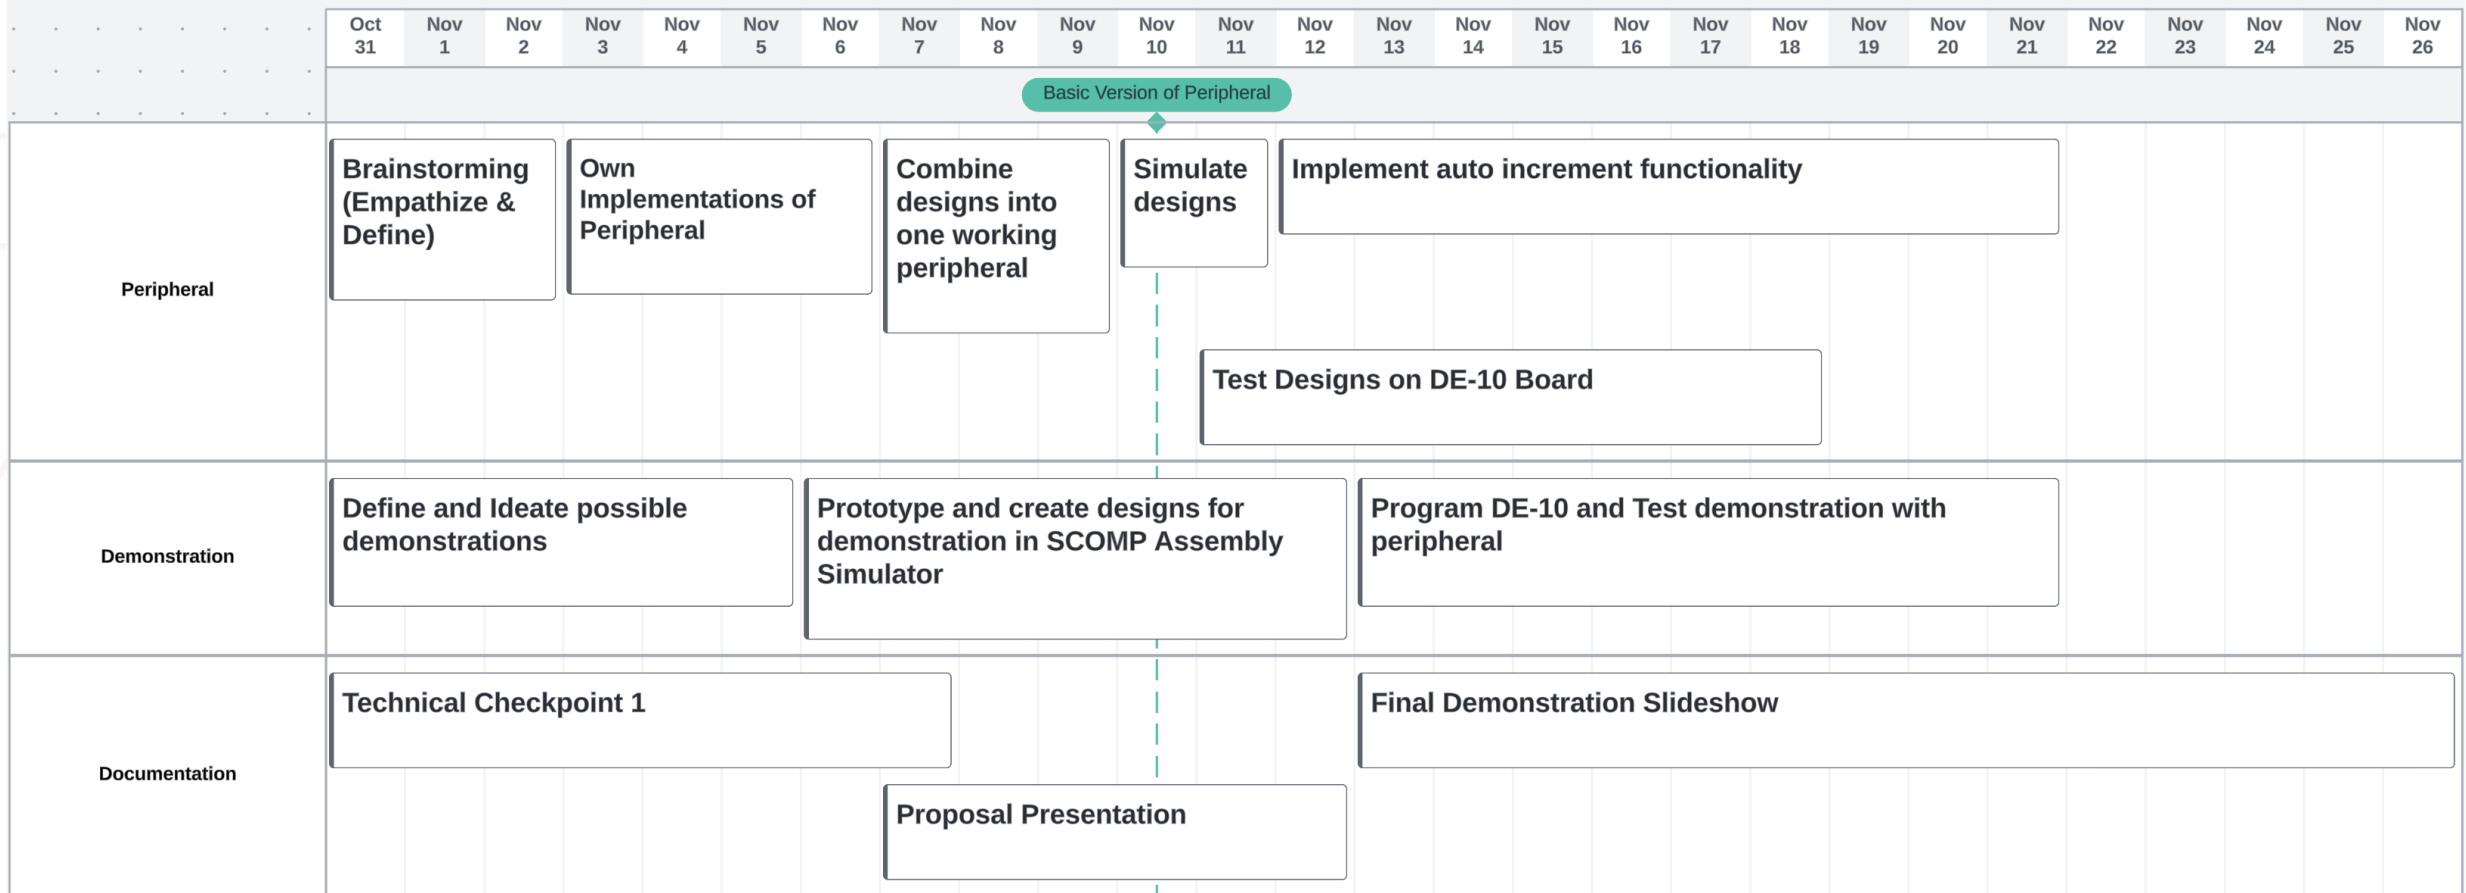 Oct Nov Nov Nov Nov Nov Nov Nov Nov Nov Nov Nov Nov Nov Nov Nov Nov Nov Nov Nov Nov Nov Nov Nov Nov Nov Nov
31 1 2 3 4 5 6 7 8 9 10 11 12 13 14 15 16 17 18 19 20 21 22 23 24 25 26
Basic Version of Peripheral
Peripheral
Brainstorming
(Empathize &
Define)
Own
Implementations of
Peripheral
Combine
designs into
one working
peripheral
Simulate
designs
Implement auto increment functionality
Test Designs on DE-10 Board
Demonstration
Define and Ideate possible
demonstrations
Prototype and create designs for
demonstration in SCOMP Assembly
Simulator
Program DE-10 and Test demonstration with
peripheral
Documentation
Technical Checkpoint 1
Final Demonstration Slideshow
Proposal Presentation